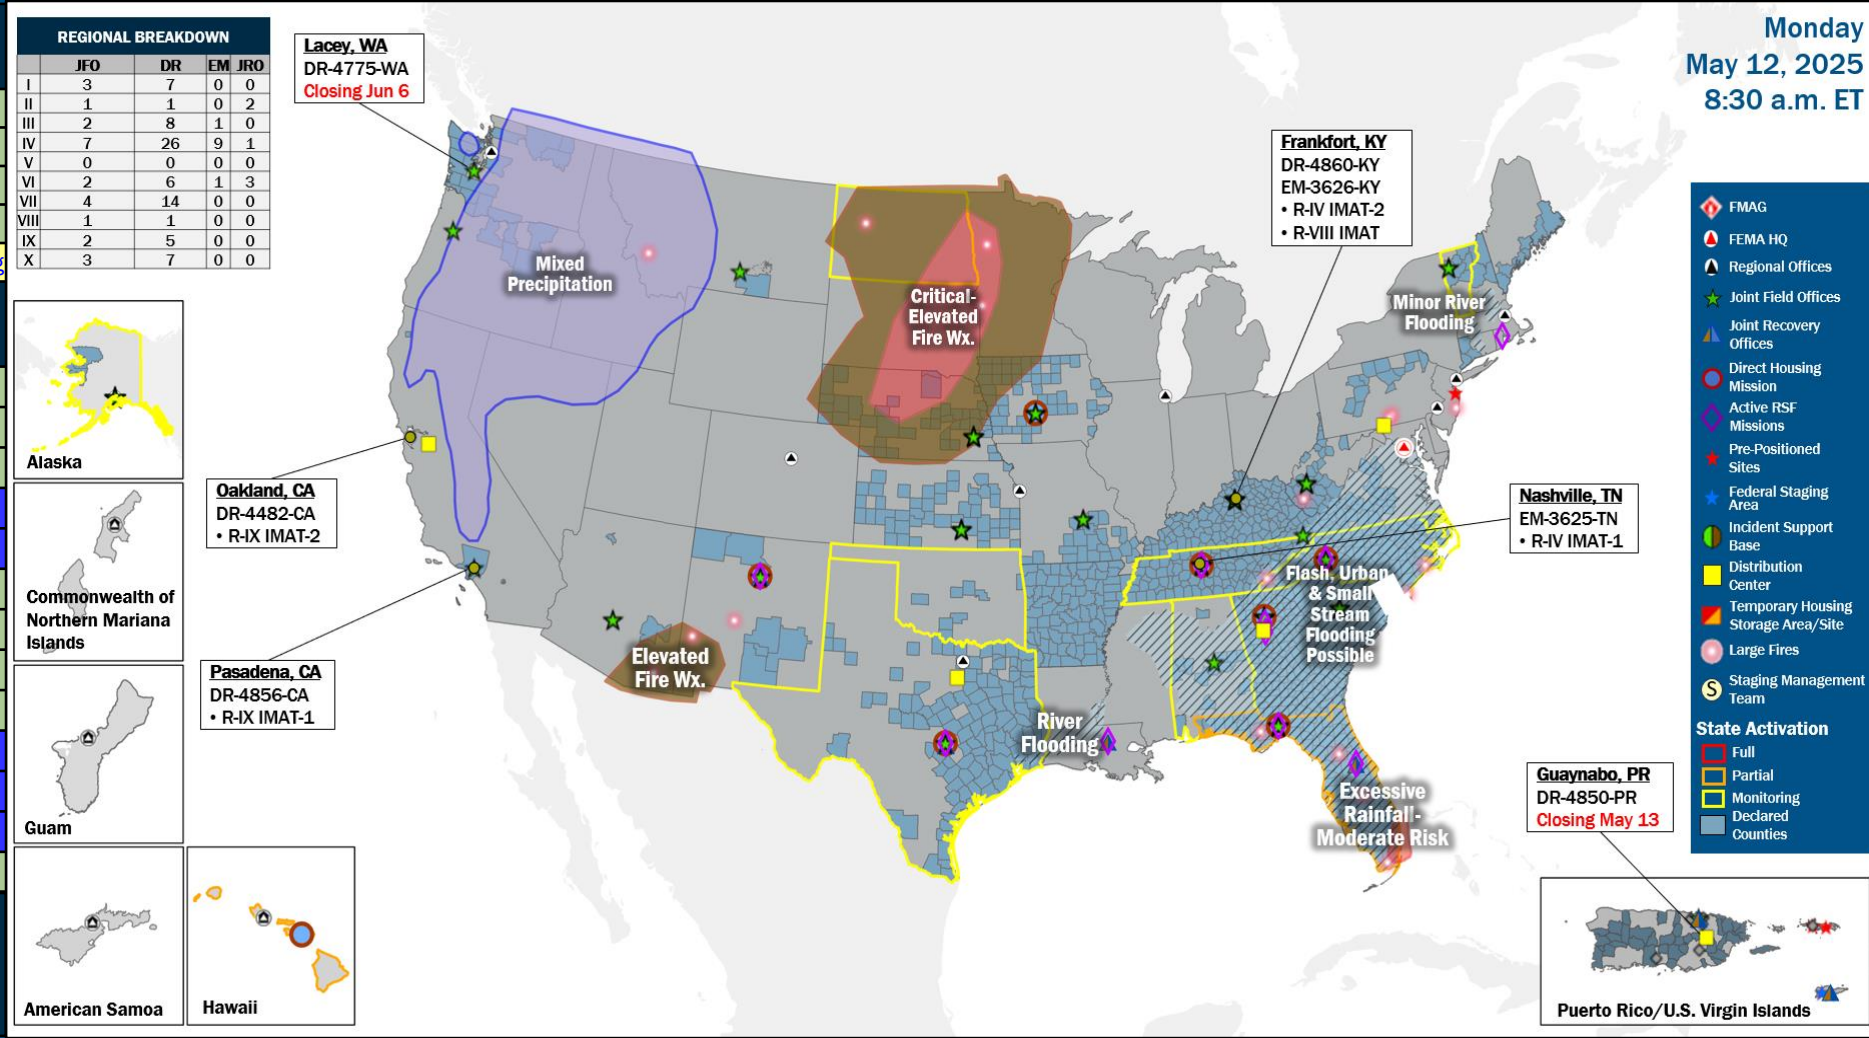 REGIONAL BREAKDOWN
JFO DR EM JRO
I 3 7 0 0
II 1 1 0 2
III 2 8 1 0
IV 7 26 9 1
V 0 0 0 0
VI 2 6 1 3
VII 4 14 0 0
VIII 1 1 0 0
IX 2 5 0 0
X 3 7 0 0
Lacey, WA
DR-4775-WA
Closing Jun 6
Monday
May 12, 2025
8:30 a.m. ET
Frankfort, KY
DR-4860-KY
EM-3626-KY
• R-IV IMAT-2
• R-VIII IMAT
Mixed
Precipitation
Critical-
Elevated
Fire Wx.
Minor River
Flooding
Alaska
Oakland, CA
DR-4482-CA
• R-IX IMAT-2
Nashville, TN
EM-3625-TN
• R-IV IMAT-1
Commonwealth of
Northern Mariana
Islands
Flash, Urban
& Small
Stream
Flooding
Possible
Pasadena, CA
DR-4856-CA
• R-IX IMAT-1
Elevated
Fire Wx.
River
Flooding
Guam
Excessive
Rainfall-
Moderate Risk
Guaynabo, PR
DR-4850-PR
Closing May 13
American Samoa
Hawaii
Puerto Rico/U.S. Virgin Islands
FMAG
FEMA HQ
Regional Offices
Joint Field Offices
Joint Recovery
Offices
Direct Housing
Mission
Active RSF
Missions
Pre-Positioned
Sites
Federal Staging
Area
Incident Support
Base
Distribution
Center
Temporary Housing
Storage Area/Site
Large Fires
S Staging Management
Team
State Activation
Full
Partial
Monitoring
Declared
Counties